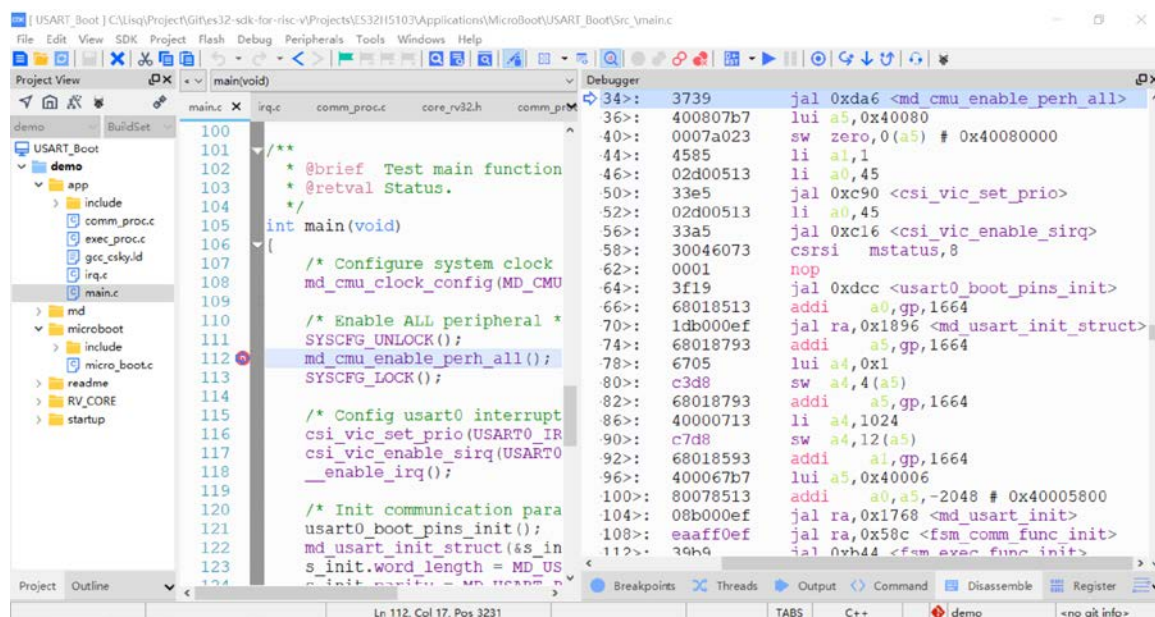 [ USART_Boot ] C:\Lisq\Project\Git\es32-sdk-for-risc-v\Projects\ES32H5103\Applications\MicroBoot\USART_Boot\Src_\main.c
File Edit View SDK Project Flash Debug Peripherals Tools Windows Help
Project View
main(void)
Debugger
demo BuildSet
main.c irq.c comm_proc.c core_rv32.h
USART_Boot
demo
app
include
comm_proc.c
exec_proc.c
gcc_csky.ld
irq.c
main.c
md
microboot
include
micro_boot.c
readme
RV_CORE
startup
100
101 /**
102 * @brief Test main function
103 * @retval Status.
104 */
105 int main(void)
106 {
107 /* Configure system clock
108 md_cmu_clock_config(MD_CMU
109
110 /* Enable ALL peripheral *
111 SYSCFG_UNLOCK();
112 md_cmu_enable_perh_all();
113 SYSCFG_LOCK();
114
115 /* Config usart0 interrupt
116 csi_vic_set_prio(USART0_IR
117 csi_vic_enable_sirq(USART0
118 __enable_irq();
119
120 /* Init communication para
121 usart0_boot_pins_init();
122 md_usart_init_struct(&s_in
123 s_init.word_length = MD_US
34>: 3739 jal 0xda6 <md_cmu_enable_perh_all>
36>: 400807b7 lui a5,0x40080
40>: 0007a023 sw zero,0(a5) # 0x40080000
44>: 4585 li a1,1
46>: 02d00513 li a0,45
50>: 33e5 jal 0xc90 <csi_vic_set_prio>
52>: 02d00513 li a0,45
56>: 33a5 jal 0xc16 <csi_vic_enable_sirq>
58>: 30046073 csrsi mstatus,8
62>: 0001 nop
64>: 3f19 jal 0xdcc <usart0_boot_pins_init>
66>: 68018513 addi a0,gp,1664
70>: 1db000ef jal ra,0x1896 <md_usart_init_struct>
74>: 68018793 addi a5,gp,1664
78>: 6705 lui a4,0x1
80>: c3d8 sw a4,4(a5)
82>: 68018793 addi a5,gp,1664
86>: 40000713 li a4,1024
90>: c7d8 sw a4,12(a5)
92>: 68018593 addi a1,gp,1664
96>: 400067b7 lui a5,0x40006
100>: 80078513 addi a0,a5,-2048 # 0x40005800
104>: 08b000ef jal ra,0x1768 <md_usart_init>
108>: eaaff0ef jal ra,0x58c <fsm_comm_func_init>
112>: 39b9 jal 0xb44 <fsm_exec_func_init>
Project Outline
Breakpoints Threads Output Command Disassemble Register
Ln 112, Col 17, Pos 3231 TABS C++ demo <no git info>